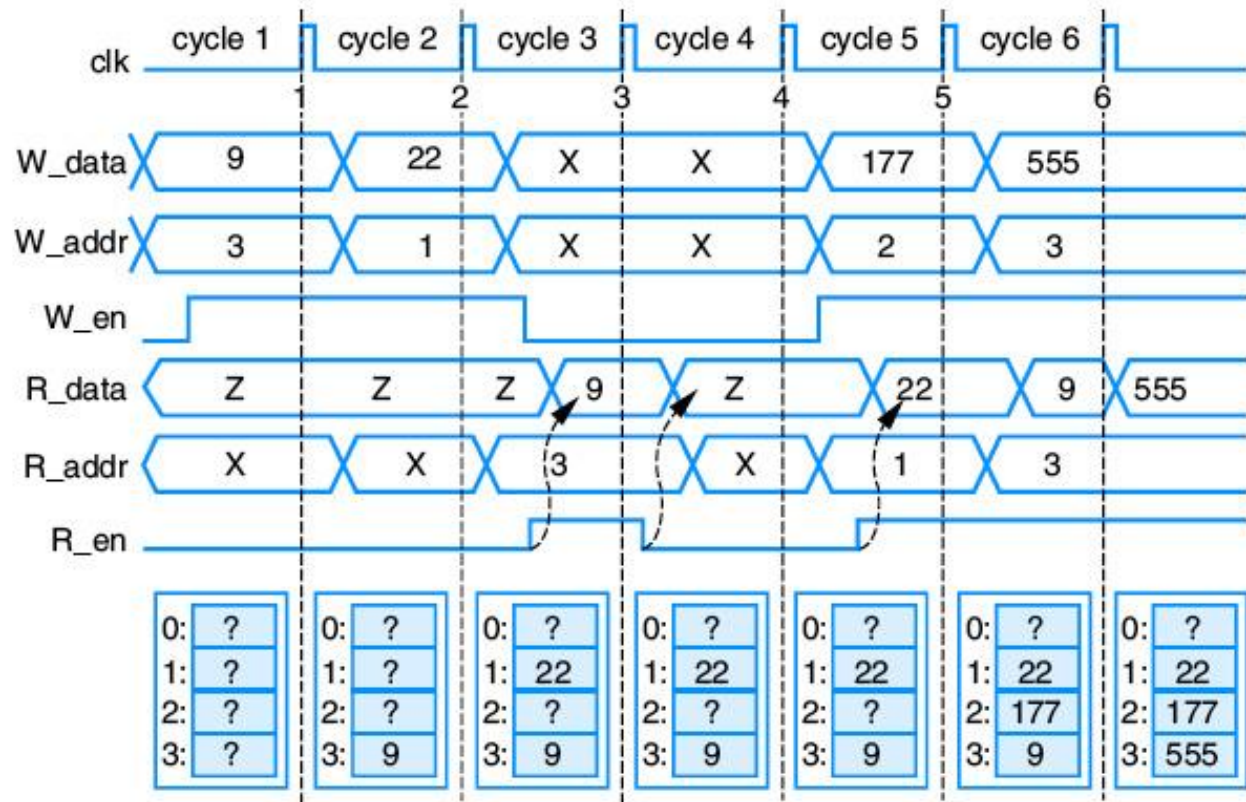 clk cycle 1 cycle 2 cycle 3 cycle 4 cycle 5 cycle 6
1 2 3 4 5 6
W_data 9 22 X X 177 555
W_addr 3 1 X X 2 3
W_en
R_data Z Z Z 9 Z 22 9 555
R_addr X X 3 X 1 3
R_en
0: ? 0: ? 0: ? 0: ? 0: ? 0: ? 0: ?
1: ? 1: ? 1: 22 1: 22 1: 22 1: 22 1: 22
2: ? 2: ? 2: ? 2: ? 2: ? 2: 177 2: 177
3: ? 3: 9 3: 9 3: 9 3: 9 3: 9 3: 555